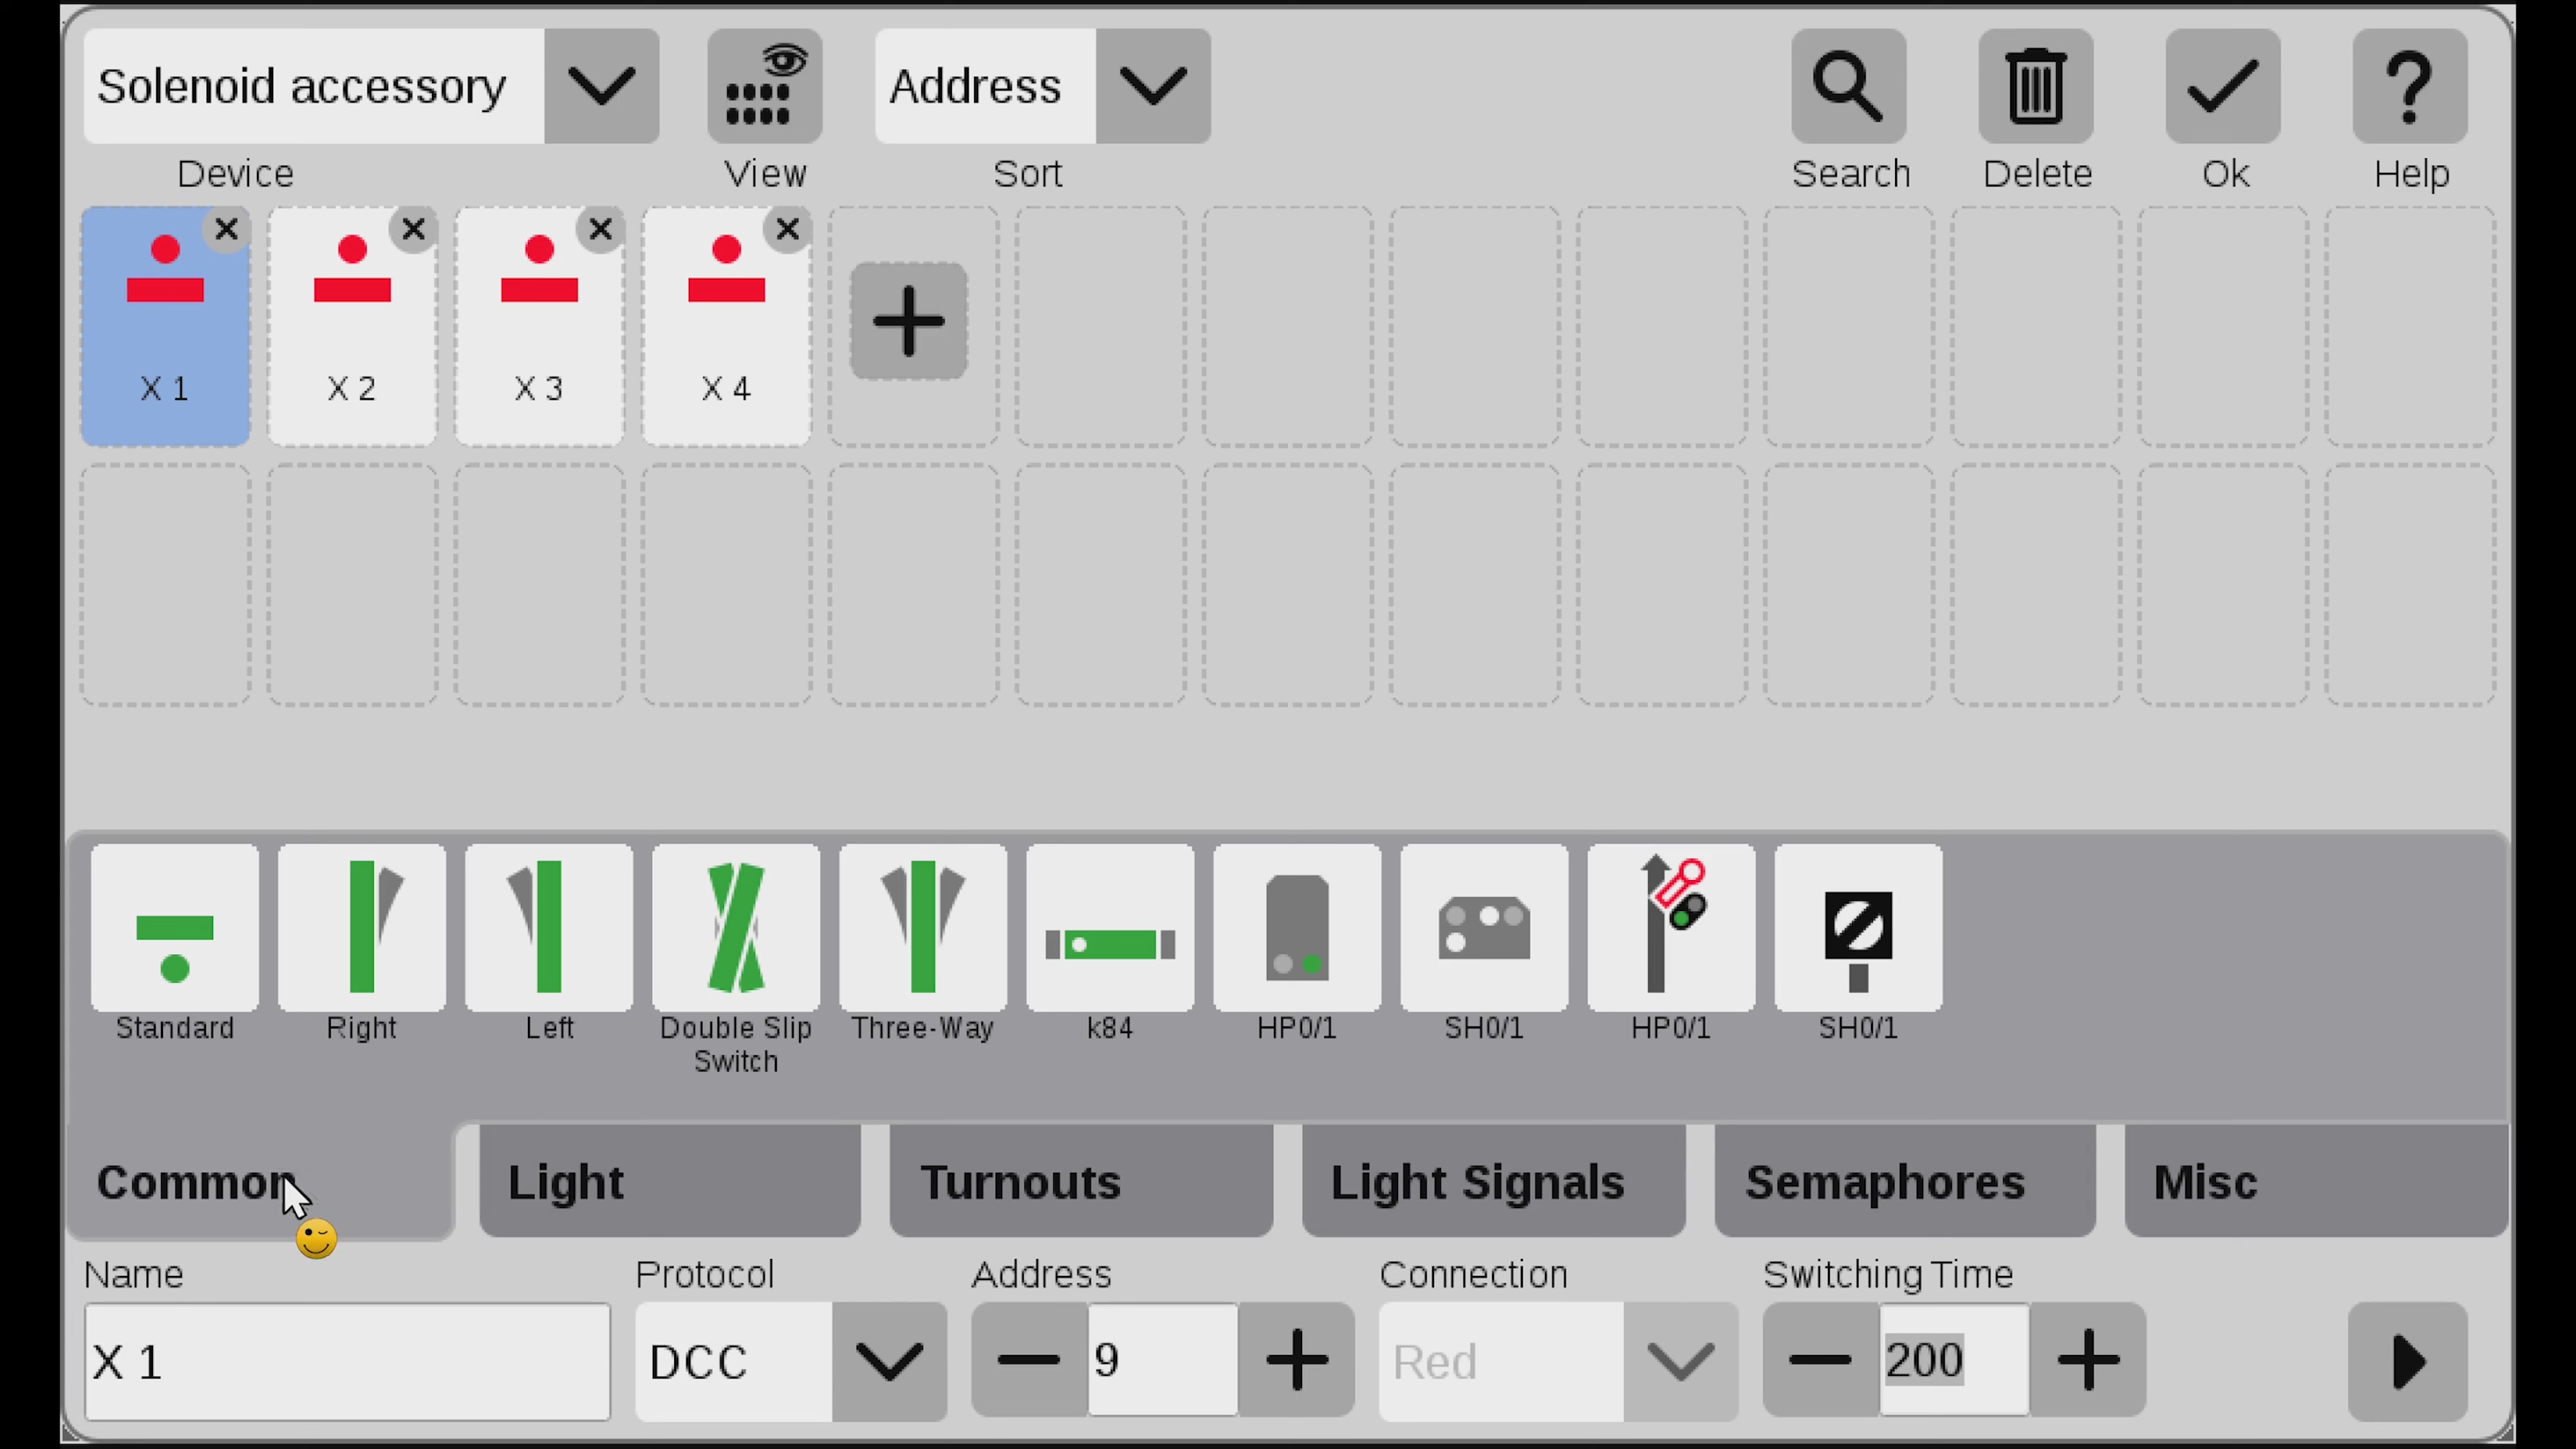 Solenoid accessory
Address
Device
View
Sort
Search
Delete
Ok
Help
X 1
X 2
X 3
X 4
Standard
Right
Left
Double Slip
Switch
Three-Way
k84
HP0/1
SH0/1
HP0/1
SH0/1
Common
Light
Turnouts
Light Signals
Semaphores
Misc
Name
Protocol
Address
Connection
Switching Time
X 1
DCC
9
Red
200